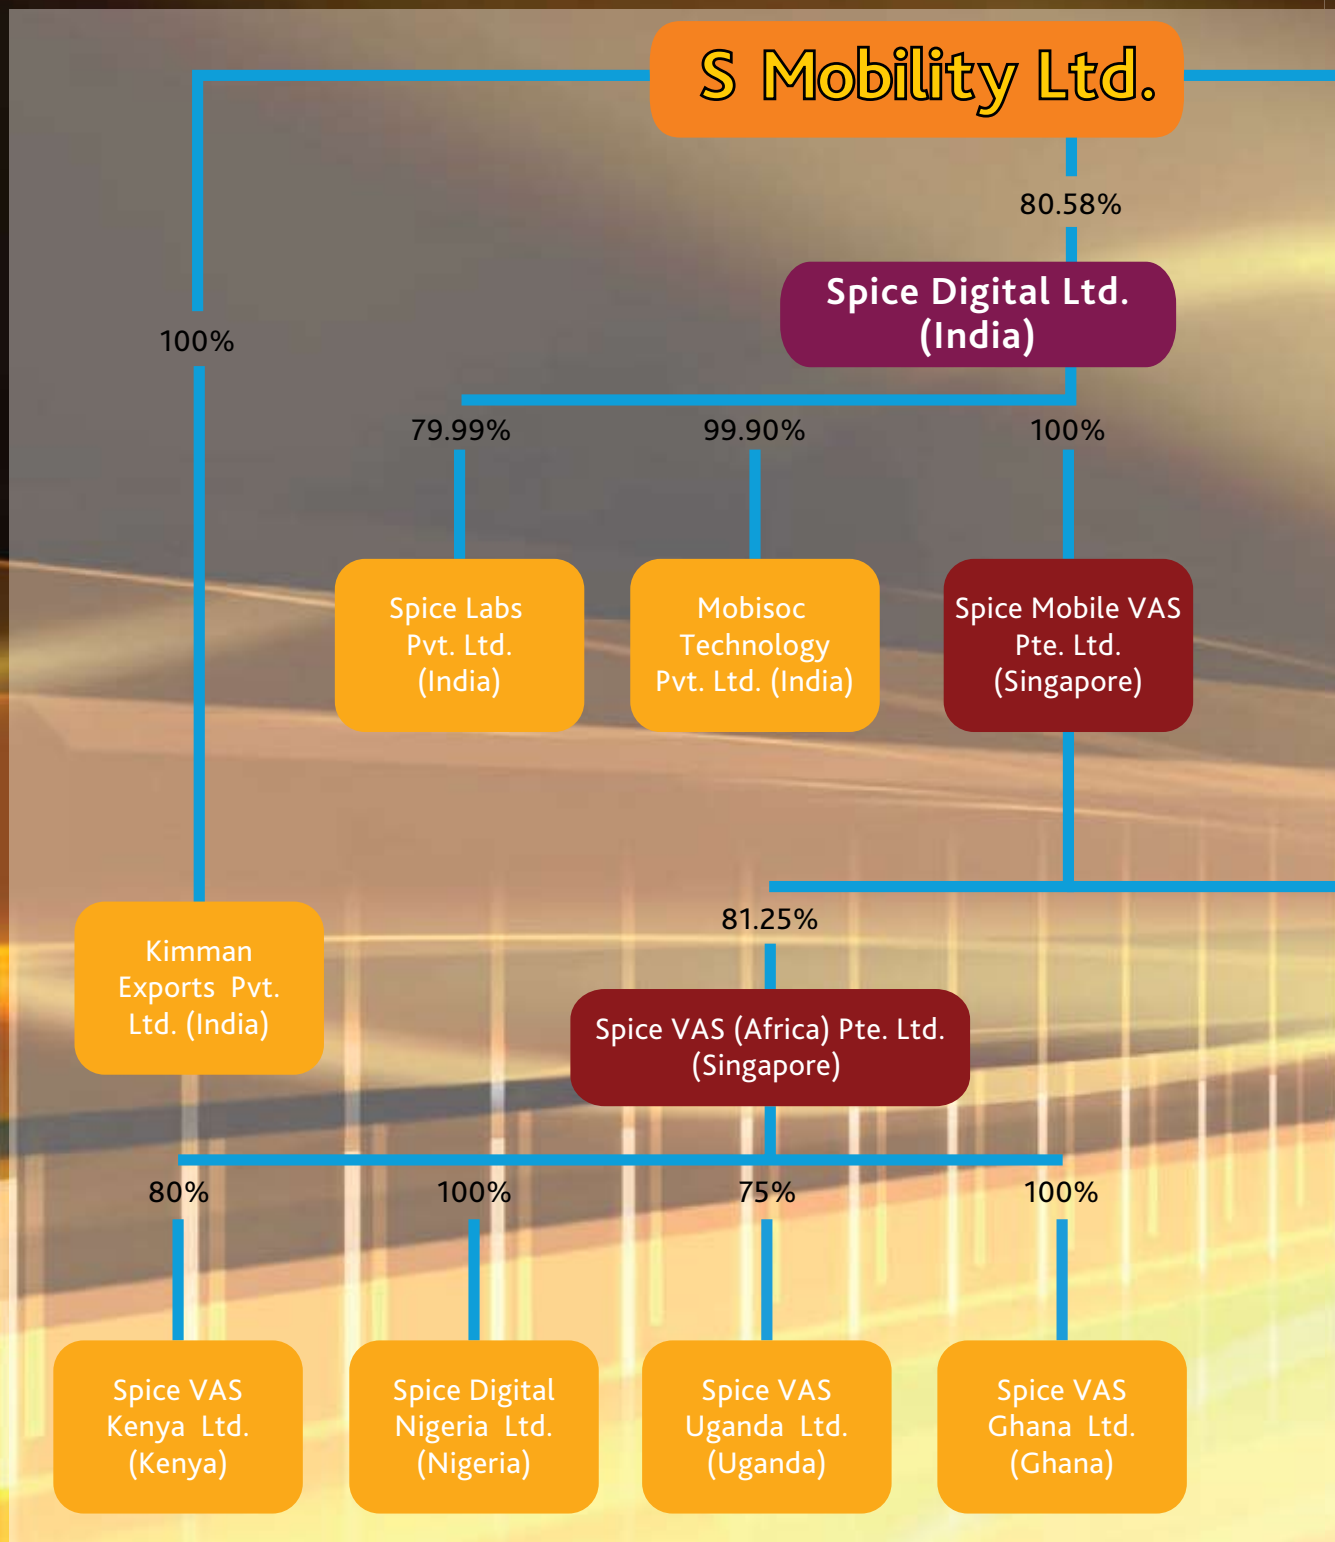 S Mobility Ltd.
80.58%
Spice Digital Ltd.
(India)
100%
79.99%
99.90%
100%
Spice Labs
Pvt. Ltd.
(India)
Mobisoc
Technology
Pvt. Ltd. (India)
Spice Mobile VAS
Pte. Ltd.
(Singapore)
81.25%
Kimman
Exports Pvt.
Ltd. (India)
Spice VAS (Africa) Pte. Ltd.
(Singapore)
80%
100%
75%
100%
Spice VAS
Kenya Ltd.
(Kenya)
Spice Digital
Nigeria Ltd.
(Nigeria)
Spice VAS
Uganda Ltd.
(Uganda)
Spice VAS
Ghana Ltd.
(Ghana)